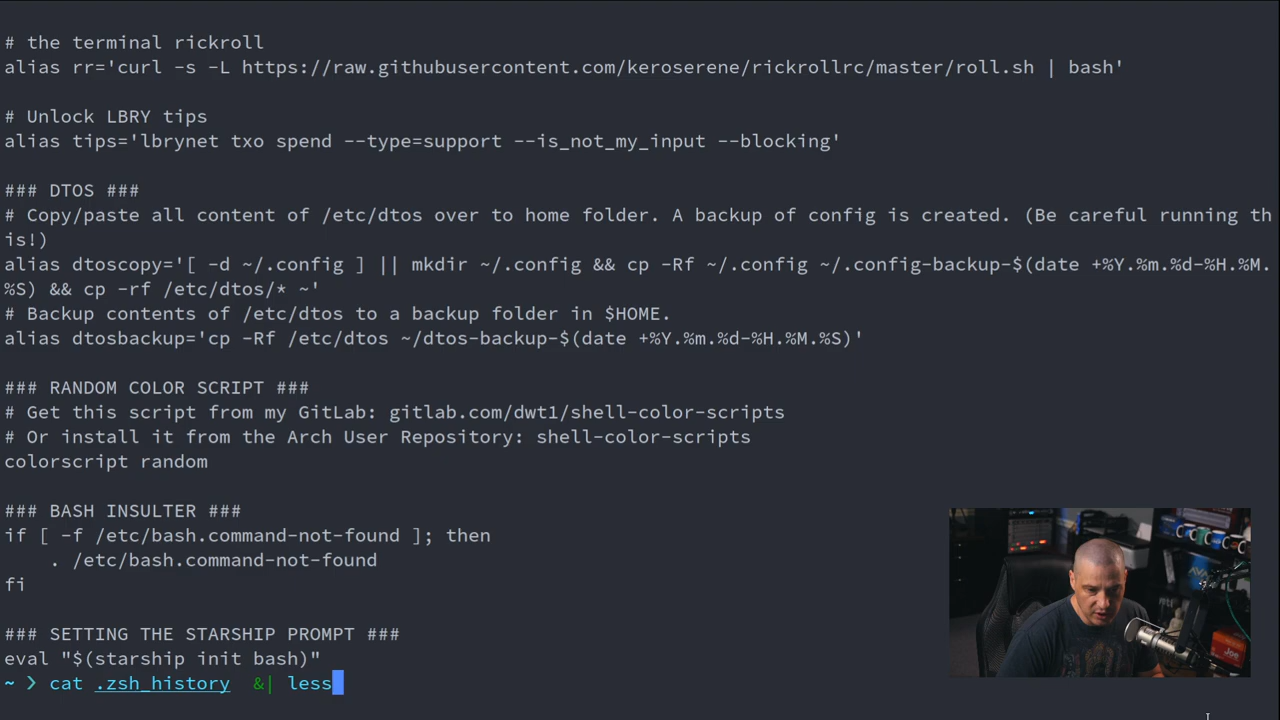 # the terminal rickroll
alias rr='curl -s -L https://raw.githubusercontent.com/keroserene/rickrollrc/master/roll.sh | bash'
# Unlock LBRY tips
alias tips='lbrynet txo spend --type=support --is_not_my_input --blocking'
### DTOS ###
# Copy/paste all content of /etc/dtos over to home folder. A backup of config is created. (Be careful running th
is!)
alias dtoscopy='[ -d ~/.config ] || mkdir ~/.config && cp -Rf ~/.config ~/.config-backup-$(date +%Y.%m.%d-%H.%M.
%S) && cp -rf /etc/dtos/* ~'
# Backup contents of /etc/dtos to a backup folder in $HOME.
alias dtosbackup='cp -Rf /etc/dtos ~/dtos-backup-$(date +%Y.%m.%d-%H.%M.%S)'
### RANDOM COLOR SCRIPT ###
# Get this script from my GitLab: gitlab.com/dwt1/shell-color-scripts
# Or install it from the Arch User Repository: shell-color-scripts
colorscript random
### BASH INSULTER ###
if [ -f /etc/bash.command-not-found ]; then
    . /etc/bash.command-not-found
fi
### SETTING THE STARSHIP PROMPT ###
eval "$(starship init bash)"
~ ❯ cat .zsh_history  &| less